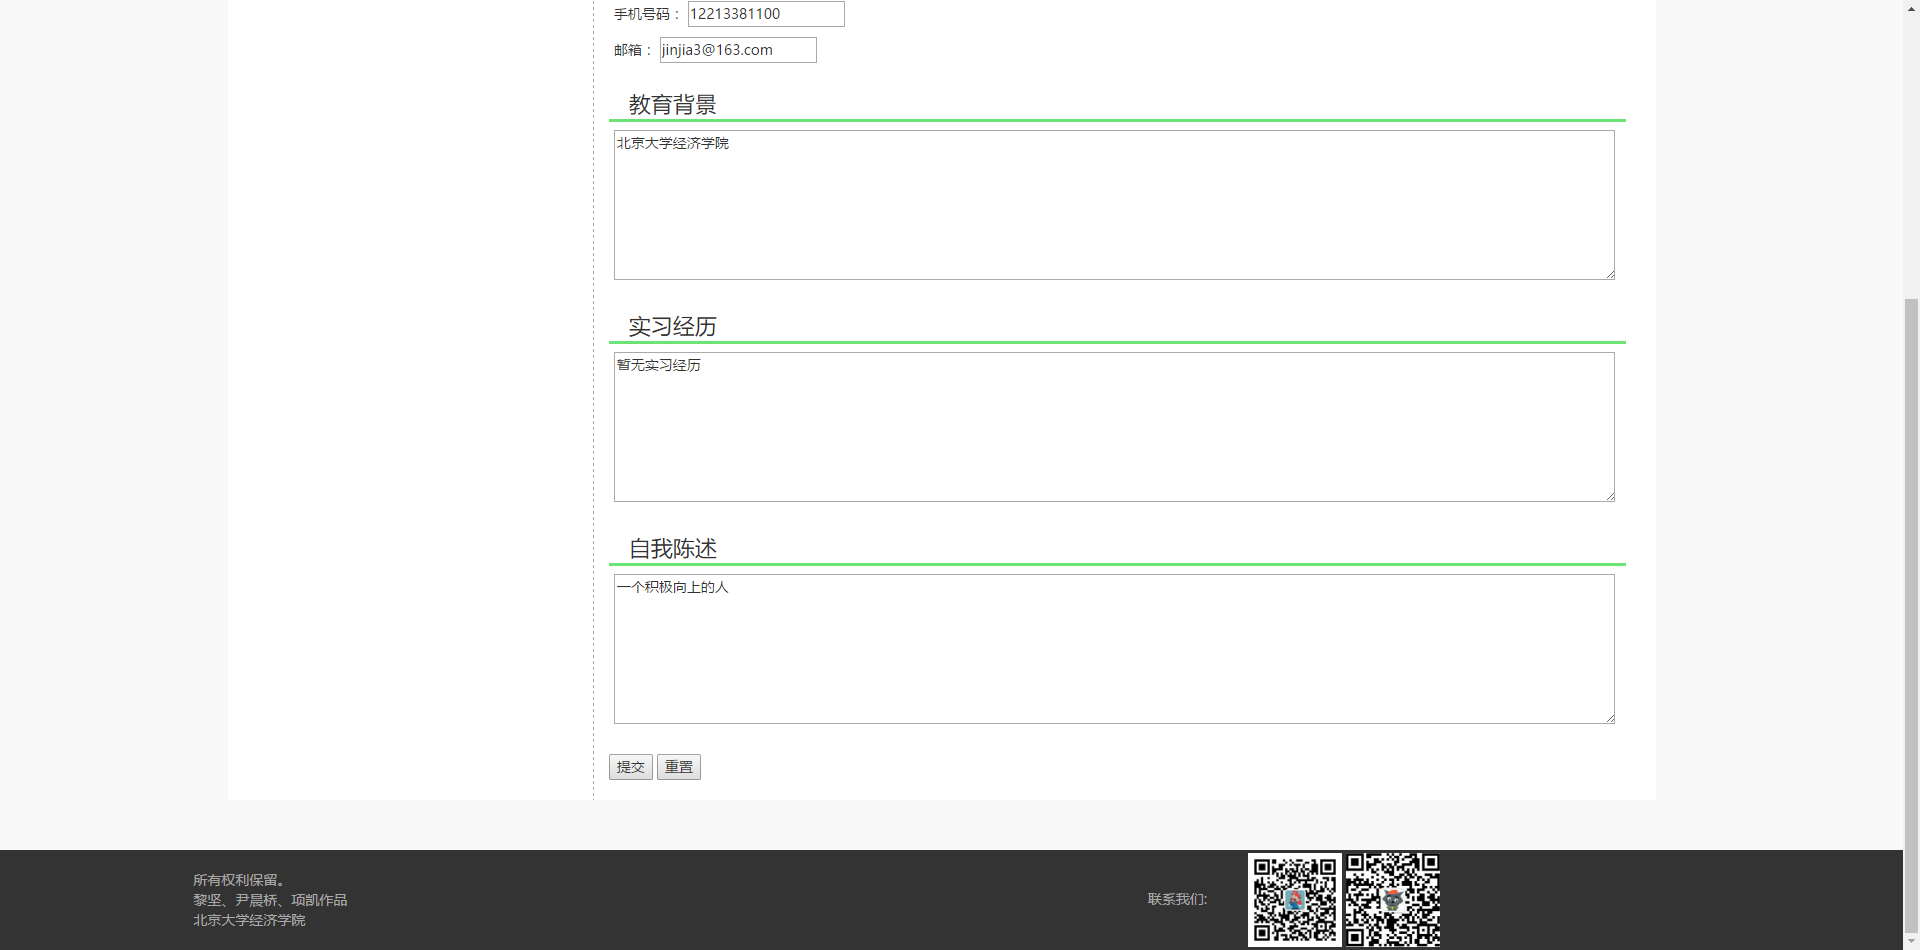 手机号码： 12213381100
邮箱： jinjia3@163.com
教育背景
北京大学经济学院
实习经历
暂无实习经历
自我陈述
一个积极向上的人
提交 重置
所有权利保留。
黎坚、尹晨桥、项凯作品
北京大学经济学院
联系我们: